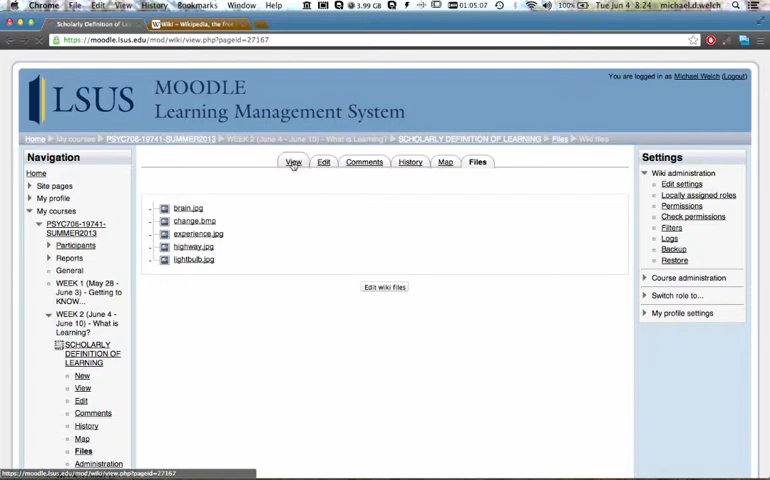 Chrome File Edit View History Bookmarks Window Help
3.99 GB
01:05:07
100%
Tue Jun 4 8:24 michael.d.welch
Scholarly Definition of Le
Wiki – Wikipedia, the free
https://moodle.lsus.edu/mod/wiki/view.php?pageid=27167
LSUS
MOODLE
Learning Management System
You are logged in as Michael Welch (Logout)
Home My courses PSYC706-19741-SUMMER2013 WEEK 2 (June 4 - June 10) - What is Learning? SCHOLARLY DEFINITION OF LEARNING Files Wiki files
Navigation
Home
Site pages
My profile
My courses
PSYC706-19741-
SUMMER2013
Participants
Reports
General
WEEK 1 (May 28 -
June 3) - Getting to
KNOW...
WEEK 2 (June 4 -
June 10) - What is
Learning?
SCHOLARLY
DEFINITION OF
LEARNING
New
View
Edit
Comments
History
Map
Files
Administration
View Edit Comments History Map Files
brain.jpg
change.bmp
experience.jpg
highway.jpg
lightbulb.jpg
Edit wiki files
Settings
Wiki administration
Edit settings
Locally assigned roles
Permissions
Check permissions
Filters
Logs
Backup
Restore
Course administration
Switch role to...
My profile settings
https://moodle.lsus.edu/mod/wiki/view.php?pageid=27167